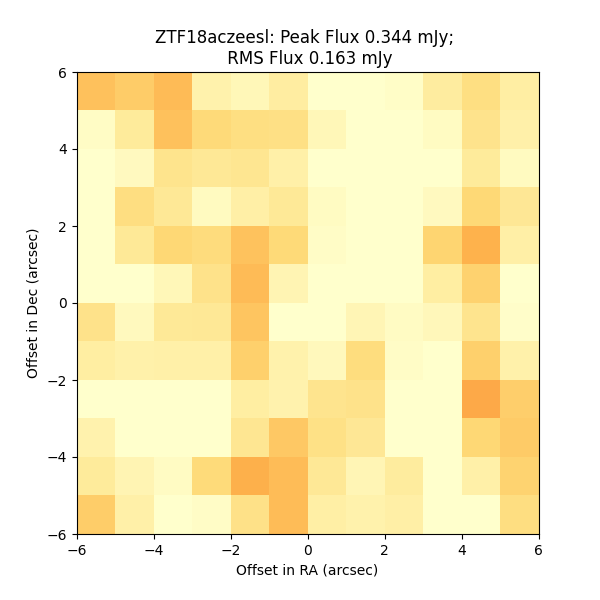 ZTF18aczeesl: Peak Flux 0.344 mJy;
RMS Flux 0.163 mJy
6
4
2
0
−2
−4
−6
Offset in Dec (arcsec)
−6 −4 −2 0 2 4 6
Offset in RA (arcsec)